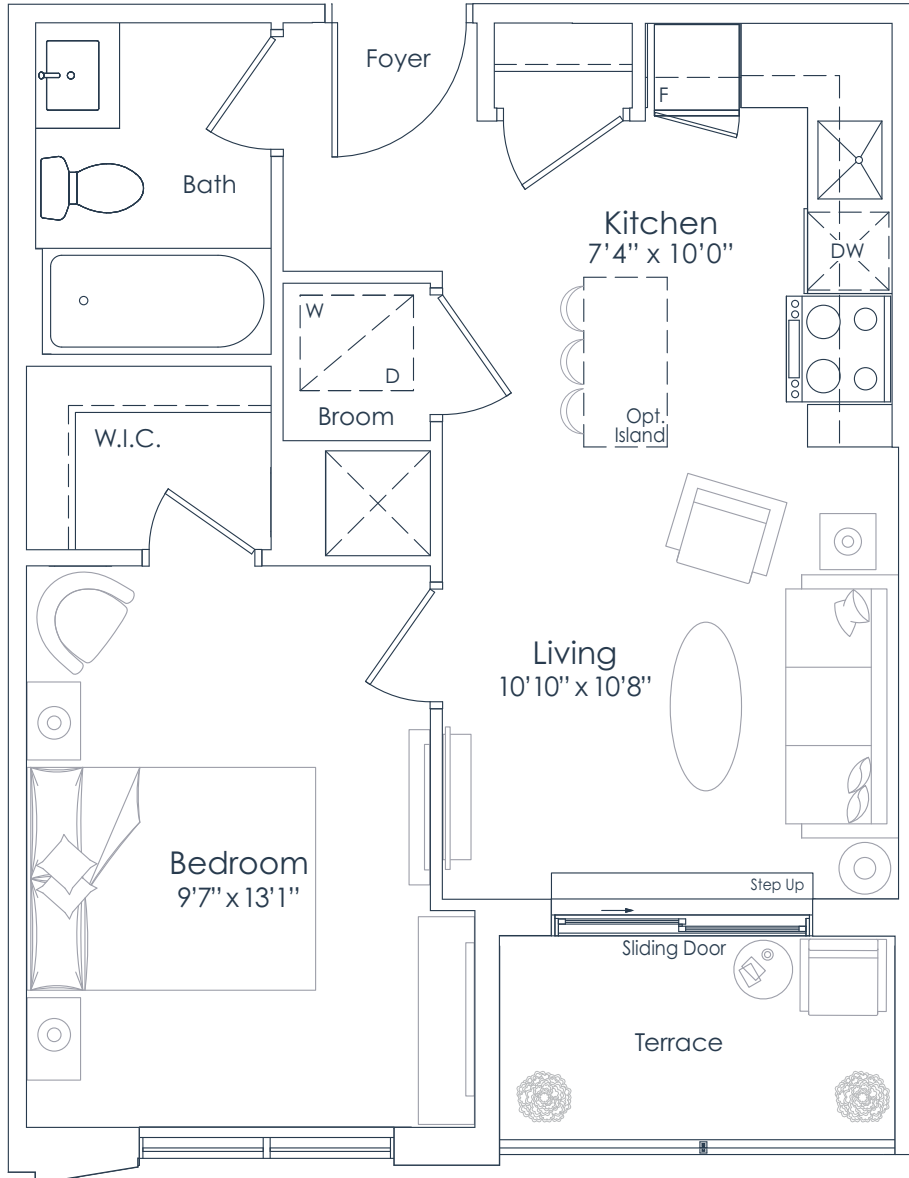 Foyer
F
Bath
Kitchen
7'4” x 10'0”
DW
W
D
Broom
Opt.
Island
W.I.C.
Living
10'10” x 10'8”
Bedroom
9'7” x 13'1”
Step Up
Sliding Door
Terrace